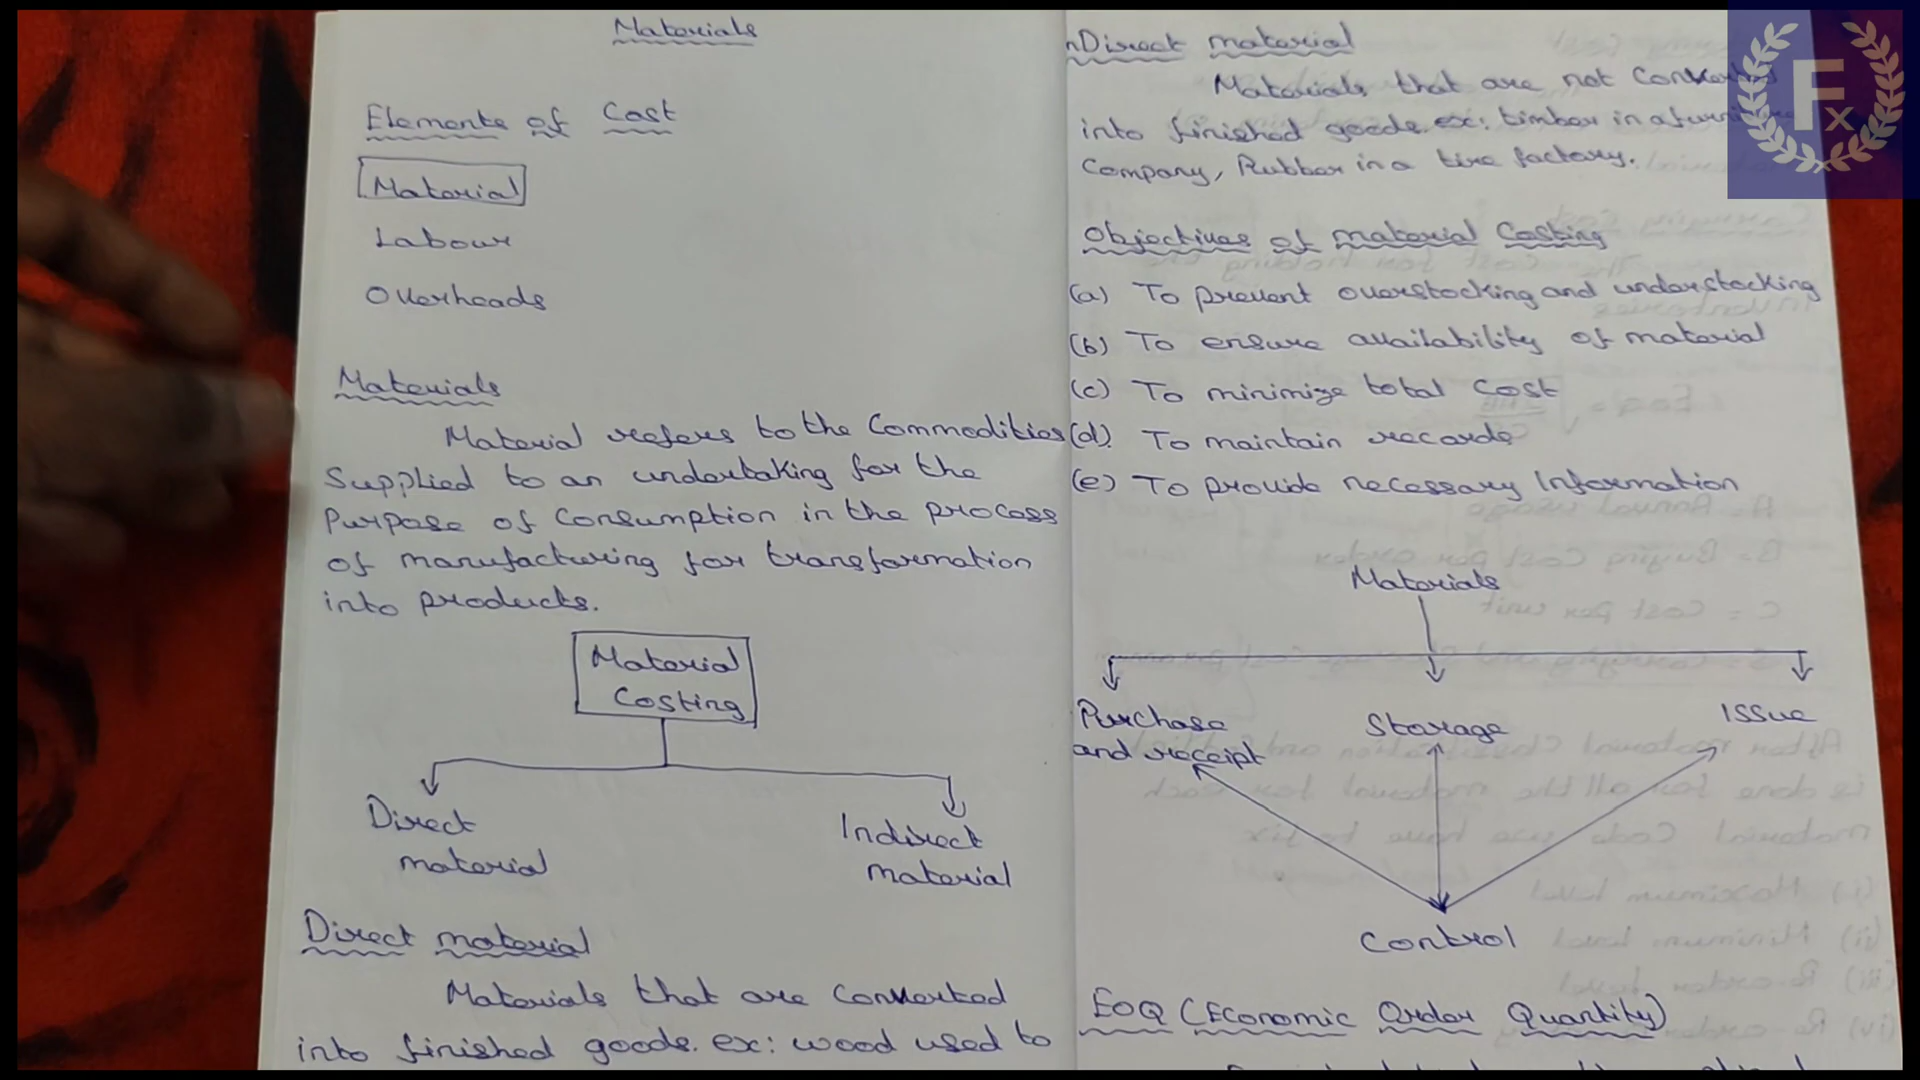 Materials
Elements of Cost
Material
Labour
Overheads
Materials
Material refers to the Commodities
Supplied to an undertaking for the
Purpose of Consumption in the process
of manufacturing for transformation
into products.
Material
Costing
Direct
material
Indirect
material
Direct material
Materials that are Converted
into finished goods. ex: wood used to
nDirect material
Materials that are not Converted
into finished goods. ex: timber in a furniture
Company, Rubber in a tire factory.
Objectives of material Costing
(a) To prevent overstocking and understocking
(b) To ensure availability of material
(c) To minimize total Cost
(d) To maintain records
(e) To provide necessary Information
Materials
Purchase
and receipt
Storage
Issue
Control
EOQ (Economic Order Quantity)
Fx